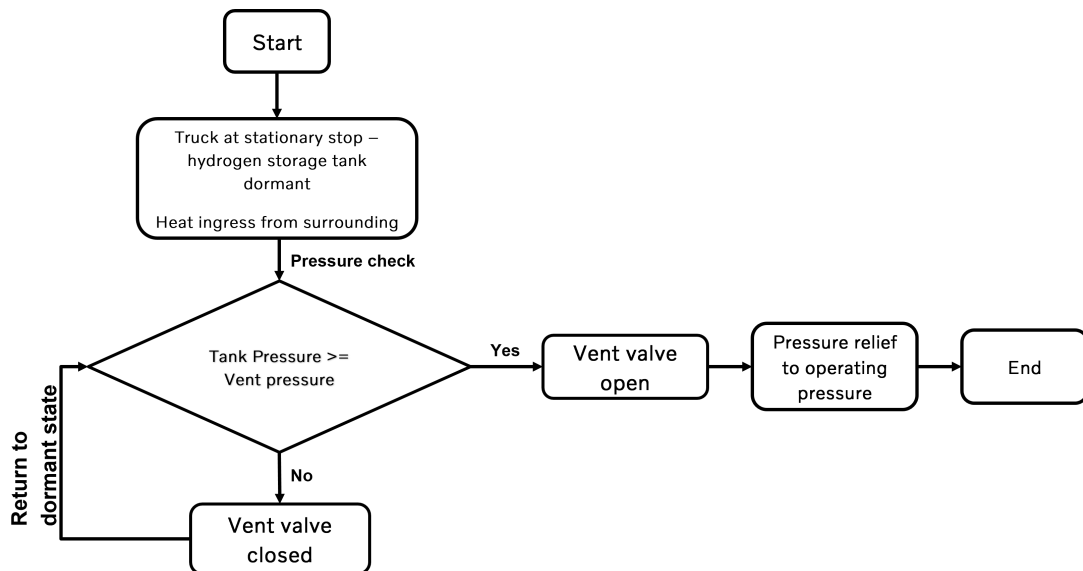 Start
Truck at stationary stop –
hydrogen storage tank
dormant
Heat ingress from surrounding
Pressure check
Tank Pressure >=
Vent pressure
Yes
Vent valve
open
Pressure relief
to operating
pressure
End
No
Vent valve
closed
Return to
dormant state